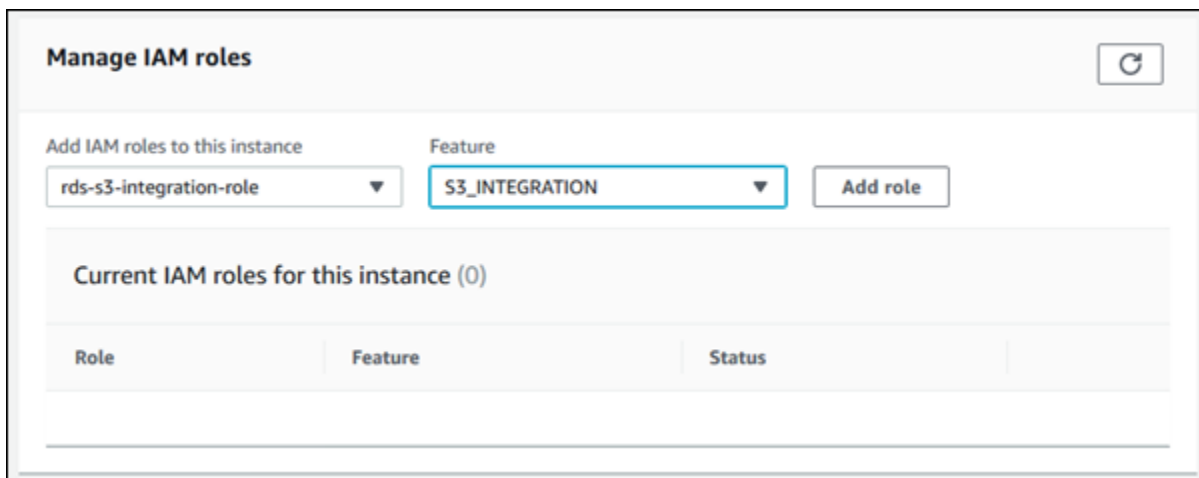 Manage IAM roles
Add IAM roles to this instance Feature
rds-s3-integration-role S3_INTEGRATION Add role
Current IAM roles for this instance (0)
Role Feature Status